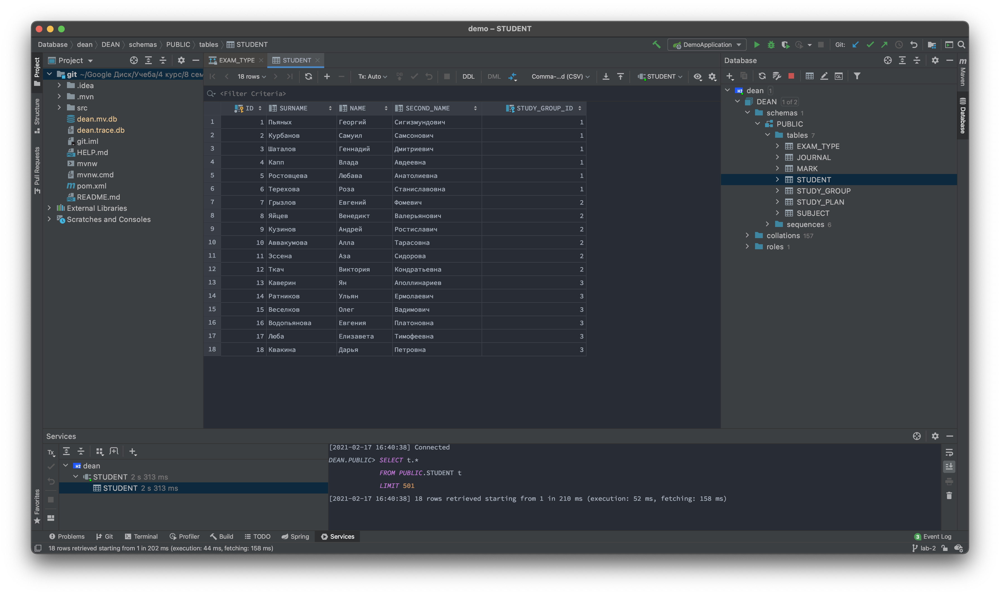 demo – STUDENT
Database dean DEAN schemas PUBLIC tables STUDENT
DemoApplication
Git:
Project
EXAM_TYPE
STUDENT
Database
18 rows
Tx: Auto
DB
DDL
DML
Comma-...d (CSV)
STUDENT
QL
<Filter Criteria>
Project
Structure
Pull Requests
Favorites
git ~/Google Диск/Учеба/4 курс/8 сем
.idea
.mvn
src
dean.mv.db
dean.trace.db
git.iml
HELP.md
mvnw
mvnw.cmd
pom.xml
README.md
External Libraries
Scratches and Consoles
ID SURNAME NAME SECOND_NAME STUDY_GROUP_ID
1 1 Пьяных Георгий Сигизмундович 1
2 2 Курбанов Самуил Самсонович 1
3 3 Шаталов Геннадий Дмитриевич 1
4 4 Капп Влада Авдеевна 1
5 5 Ростовцева Любава Анатолиевна 1
6 6 Терехова Роза Станиславовна 1
7 7 Грызлов Евгений Фомевич 2
8 8 Яйцев Венедикт Валерьянович 2
9 9 Кузинов Андрей Ростиславич 2
10 10 Аввакумова Алла Тарасовна 2
11 11 Эссена Аза Сидорова 2
12 12 Ткач Виктория Кондратьевна 2
13 13 Каверин Ян Аполлинариев 3
14 14 Ратников Ульян Ермолаевич 3
15 15 Веселков Олег Вадимович 3
16 16 Водопьянова Евгения Платоновна 3
17 17 Люба Елизавета Тимофеевна 3
18 18 Квакина Дарья Петровна 3
H2 dean 1
DEAN 1 of 2
schemas 1
PUBLIC
tables 7
EXAM_TYPE
JOURNAL
MARK
STUDENT
STUDY_GROUP
STUDY_PLAN
SUBJECT
sequences 6
collations 157
roles 1
m
Maven
Database
Services
Tx
H2 dean
STUDENT 2 s 313 ms
STUDENT 2 s 313 ms
[2021-02-17 16:40:38] Connected
DEAN.PUBLIC> SELECT t.*
FROM PUBLIC.STUDENT t
LIMIT 501
[2021-02-17 16:40:38] 18 rows retrieved starting from 1 in 210 ms (execution: 52 ms, fetching: 158 ms)
Problems Git Terminal Profiler Build TODO Spring Services
3 Event Log
18 rows retrieved starting from 1 in 202 ms (execution: 44 ms, fetching: 158 ms)
lab-2